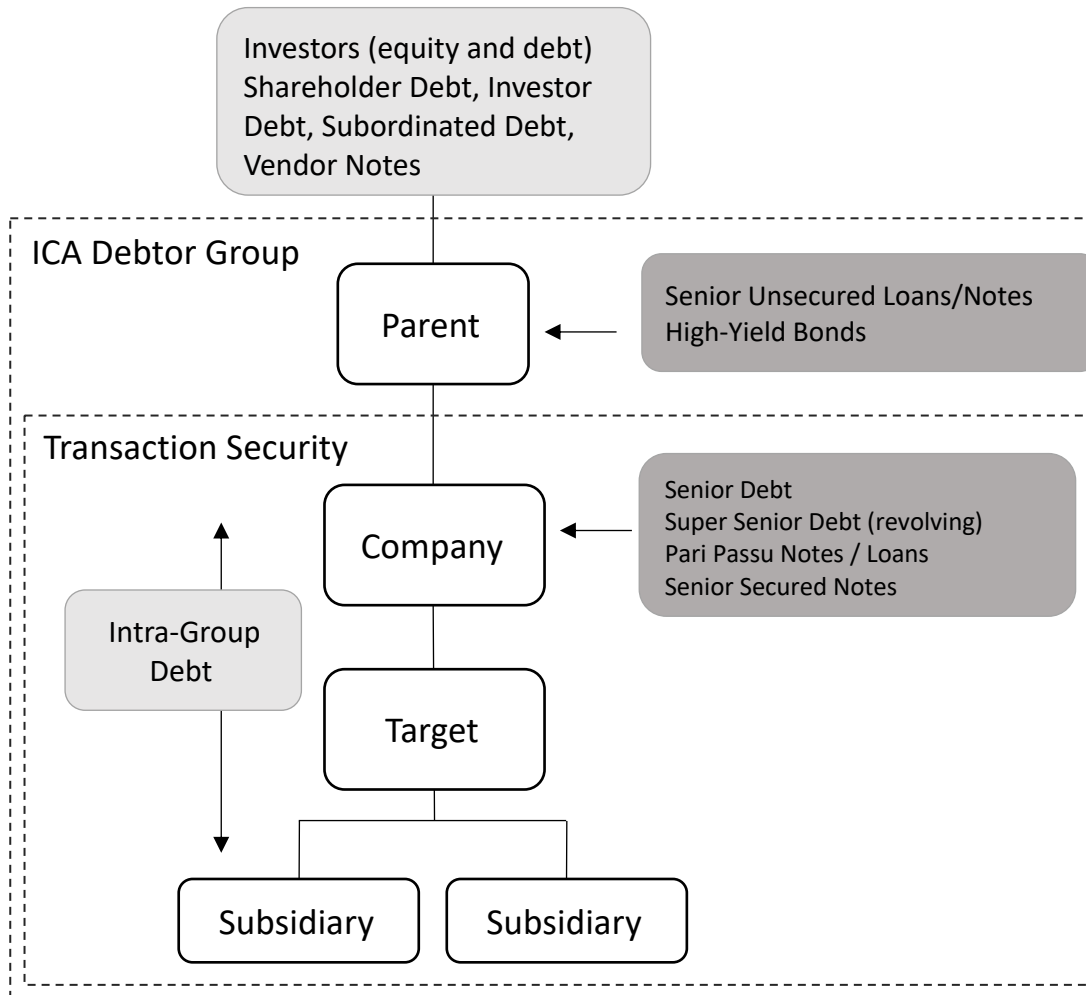 Investors (equity and debt)
Shareholder Debt, Investor
Debt, Subordinated Debt,
Vendor Notes
ICA Debtor Group
Parent
Senior Unsecured Loans/Notes
High-Yield Bonds
Transaction Security
Company
Senior Debt
Super Senior Debt (revolving)
Pari Passu Notes / Loans
Senior Secured Notes
Intra-Group
Debt
Target
Subsidiary
Subsidiary